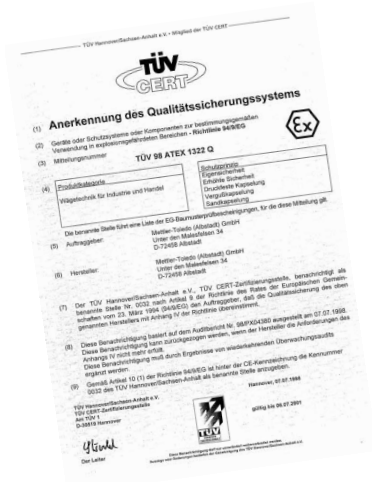 TÜV Hannover/Sachsen-Anhalt e.V. • Mitglied der TÜV CERT
TÜV
CERT
(1) Anerkennung des Qualitätssicherungssystems
(2) Geräte oder Schutzsysteme oder Komponenten zur bestimmungsgemäßen
Verwendung in explosionsgefährdeten Bereichen - Richtlinie 94/9/EG
(3) Mitteilungsnummer
TÜV 98 ATEX 1322 Q
Ex
(4) Produktkategorie
Wägetechnik für Industrie und Handel
Schutzprinzip
Eigensicherheit
Erhöhte Sicherheit
Druckfeste Kapselung
Vergußkapselung
Sandkapselung
Die benannte Stelle führt eine Liste der EG-Baumusterprüfbescheinigungen, für die diese Mitteilung gilt.
(5) Auftraggeber:
Mettler-Toledo (Albstadt) GmbH
Unter den Malesfelsen 34
D-72458 Albstadt
(6) Hersteller:
Mettler-Toledo (Albstadt) GmbH
Unter den Malesfelsen 34
D-72458 Albstadt
(7) Der TÜV Hannover/Sachsen-Anhalt e.V., TÜV CERT-Zertifizierungsstelle, benachrichtigt als
benannte Stelle Nr. 0032 nach Artikel 9 der Richtlinie des Rates der Europäischen Gemein-
schaften vom 23. März 1994 (94/9/EG) den Auftraggeber, daß die Qualitätssicherung des oben
genannten Herstellers mit Anhang IV der Richtlinie übereinstimmt.
(8) Diese Benachrichtigung basiert auf dem Auditbericht Nr. 98/PX04380 ausgestellt am 07.07.1998.
Diese Benachrichtigung kann zurückgezogen werden, wenn der Hersteller die Anforderungen des
Anhangs IV nicht mehr erfüllt.
Diese Benachrichtigung muß durch Ergebnisse von wiederkehrenden Überwachungsaudits
ergänzt werden.
(9) Gemäß Artikel 10 (1) der Richtlinie 94/9/EG ist hinter der CE-Kennzeichnung die Kennnummer
0032 des TÜV Hannover/Sachsen-Anhalt als benannte Stelle anzugeben.
Hannover, 07.07.1998
TÜV Hannover/Sachsen-Anhalt e.V.
TÜV CERT-Zertifizierungsstelle
Am TÜV 1
D-30519 Hannover
TÜV
gültig bis 06.07.2001
Der Leiter